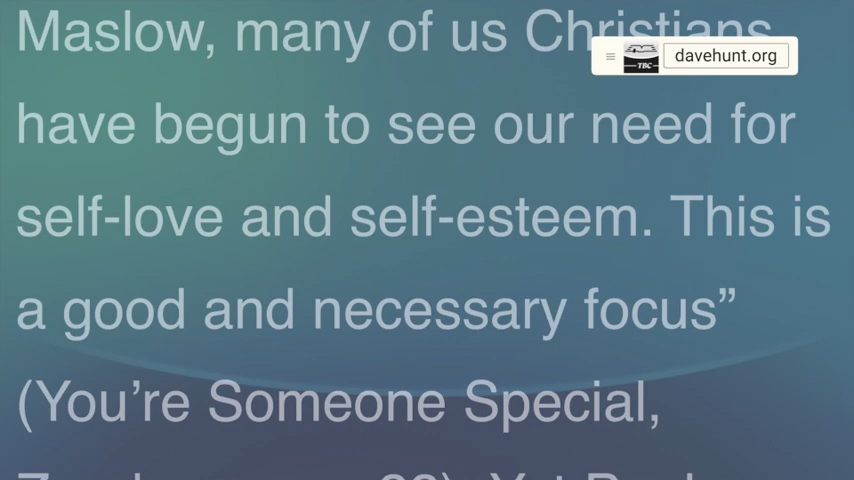 Maslow, many of us Christians
TBC
davehunt.org
have begun to see our need for
self-love and self-esteem. This is
a good and necessary focus”
(You’re Someone Special,